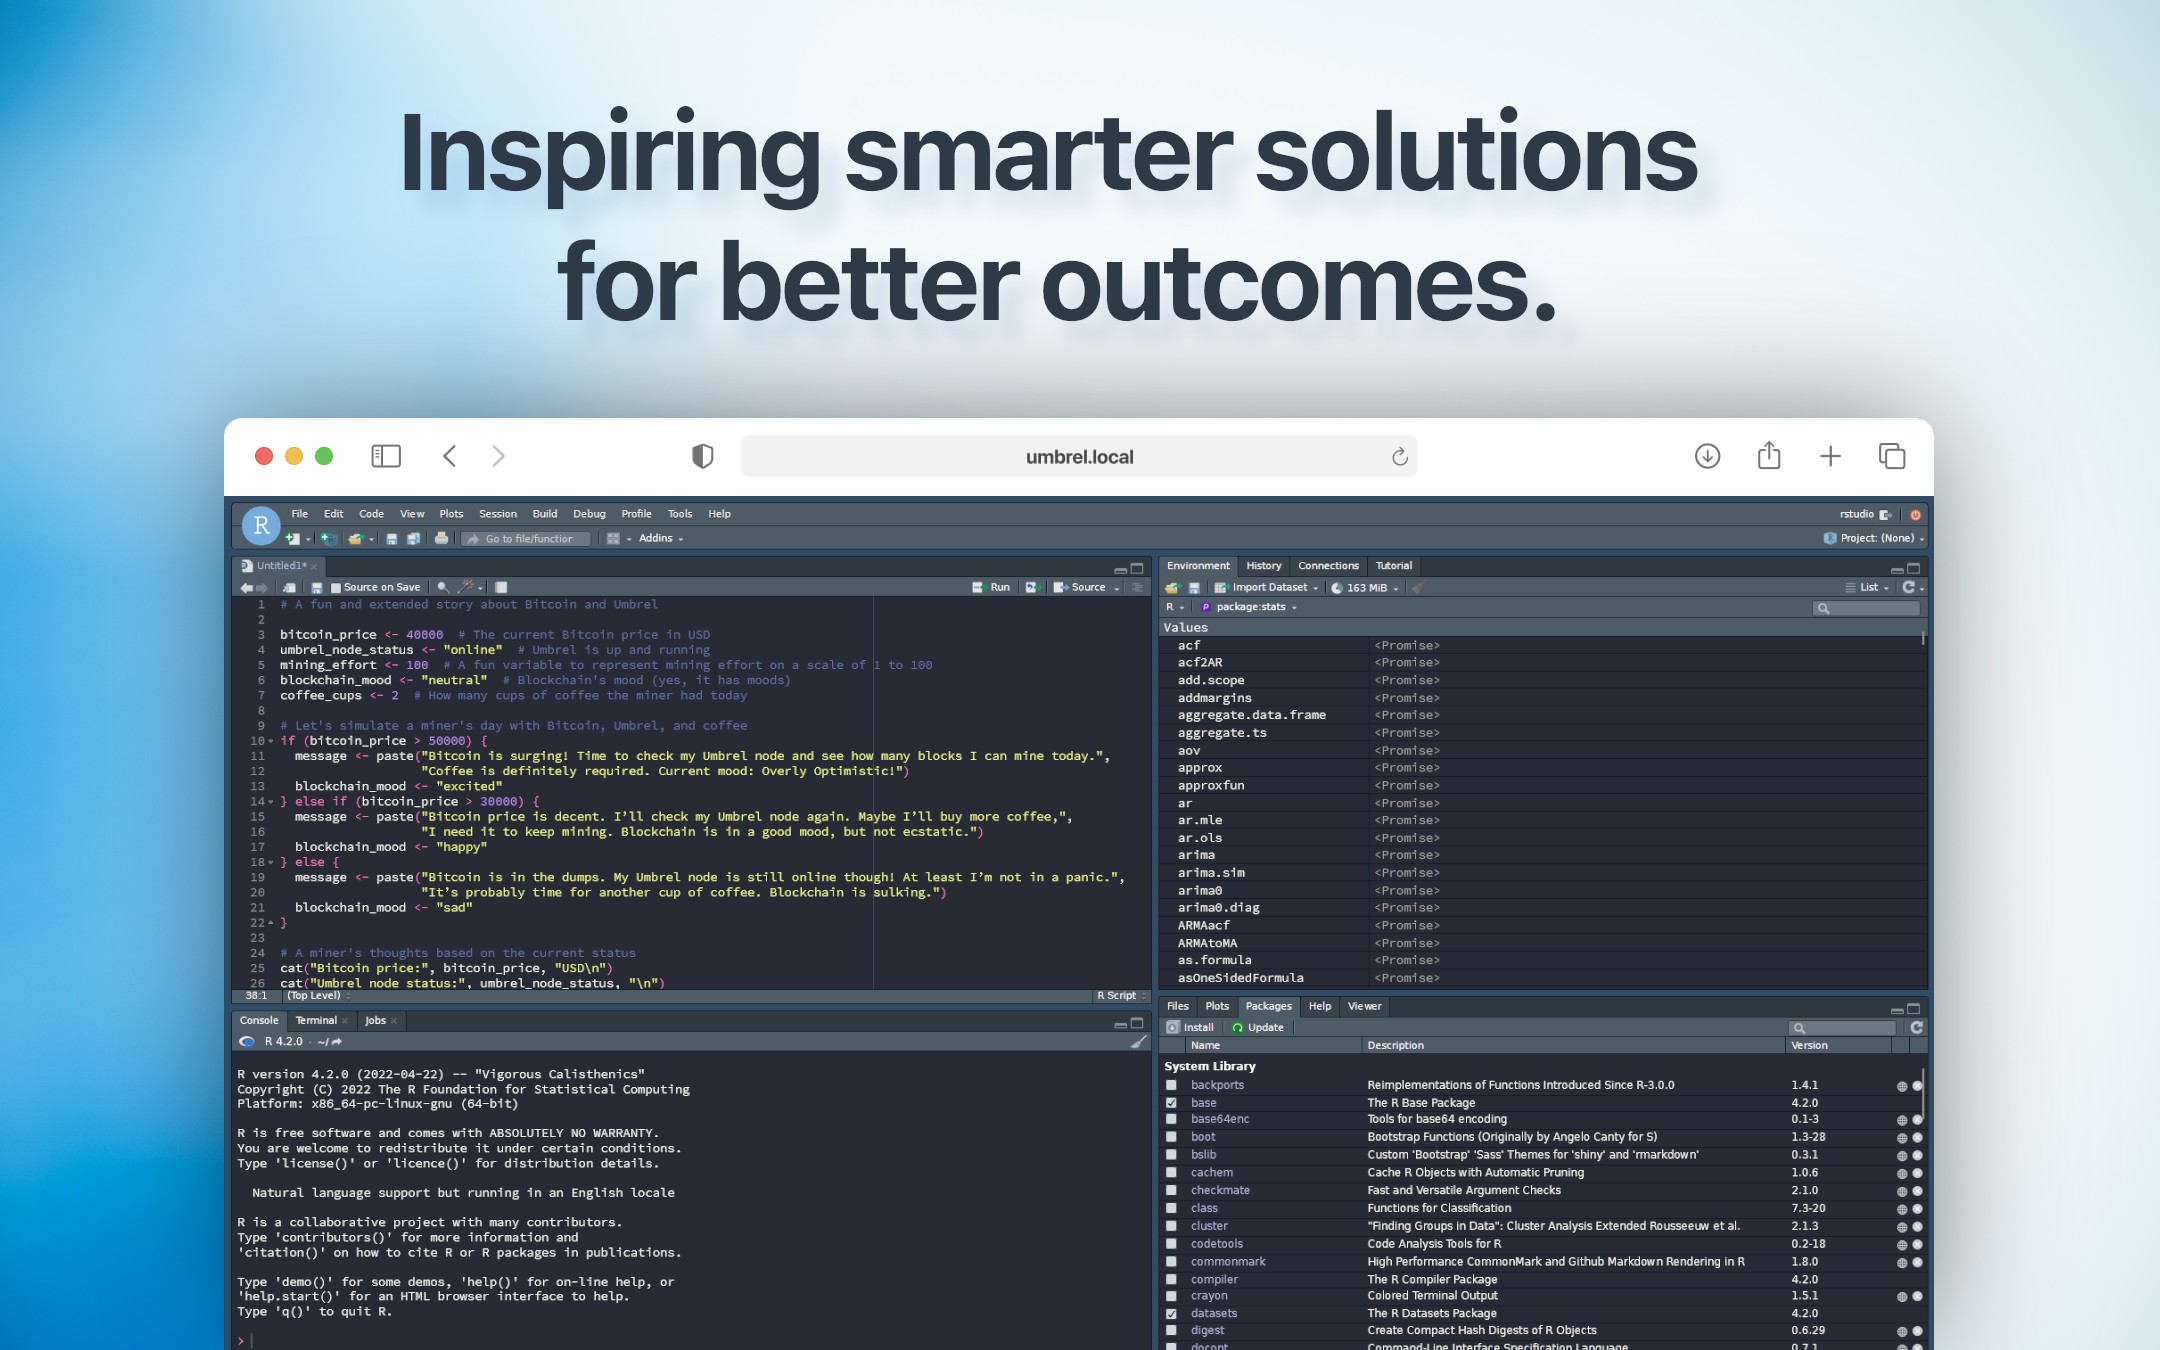 Inspiring smarter solutions
for better outcomes.
umbrel.local
R
File Edit Code View Plots Session Build Debug Profile Tools Help
rstudio
Go to file/functior
Addins
Project: (None)
Untitled1*
Source on Save
Run
Source
1 # A fun and extended story about Bitcoin and Umbrel
2
3 bitcoin_price <- 40000  # The current Bitcoin price in USD
4 umbrel_node_status <- "online"  # Umbrel is up and running
5 mining_effort <- 100  # A fun variable to represent mining effort on a scale of 1 to 100
6 blockchain_mood <- "neutral"  # Blockchain's mood (yes, it has moods)
7 coffee_cups <- 2  # How many cups of coffee the miner had today
8
9 # Let's simulate a miner's day with Bitcoin, Umbrel, and coffee
10 if (bitcoin_price > 50000) {
11   message <- paste("Bitcoin is surging! Time to check my Umbrel node and see how many blocks I can mine today.",
12                    "Coffee is definitely required. Current mood: Overly Optimistic!")
13   blockchain_mood <- "excited"
14 } else if (bitcoin_price > 30000) {
15   message <- paste("Bitcoin price is decent. I’ll check my Umbrel node again. Maybe I’ll buy more coffee,",
16                    "I need it to keep mining. Blockchain is in a good mood, but not ecstatic.")
17   blockchain_mood <- "happy"
18 } else {
19   message <- paste("Bitcoin is in the dumps. My Umbrel node is still online though! At least I’m not in a panic.",
20                    "It’s probably time for another cup of coffee. Blockchain is sulking.")
21   blockchain_mood <- "sad"
22 }
23
24 # A miner’s thoughts based on the current status
25 cat("Bitcoin price:", bitcoin_price, "USD\n")
26 cat("Umbrel node status:", umbrel_node_status, "\n")
38:1 (Top Level)
R Script
Console Terminal Jobs
R 4.2.0 · ~/
R version 4.2.0 (2022-04-22) -- "Vigorous Calisthenics"
Copyright (C) 2022 The R Foundation for Statistical Computing
Platform: x86_64-pc-linux-gnu (64-bit)
R is free software and comes with ABSOLUTELY NO WARRANTY.
You are welcome to redistribute it under certain conditions.
Type 'license()' or 'licence()' for distribution details.
Natural language support but running in an English locale
R is a collaborative project with many contributors.
Type 'contributors()' for more information and
'citation()' on how to cite R or R packages in publications.
Type 'demo()' for some demos, 'help()' for on-line help, or
'help.start()' for an HTML browser interface to help.
Type 'q()' to quit R.
>
Environment History Connections Tutorial
Import Dataset 163 MiB List
R package:stats
Values
acf <Promise>
acf2AR <Promise>
add.scope <Promise>
addmargins <Promise>
aggregate.data.frame <Promise>
aggregate.ts <Promise>
aov <Promise>
approx <Promise>
approxfun <Promise>
ar <Promise>
ar.mle <Promise>
ar.ols <Promise>
arima <Promise>
arima.sim <Promise>
arima0 <Promise>
arima0.diag <Promise>
ARMAacf <Promise>
ARMAtoMA <Promise>
as.formula <Promise>
asOneSidedFormula <Promise>
Files Plots Packages Help Viewer
Install Update
Name Description Version
System Library
backports Reimplementations of Functions Introduced Since R-3.0.0 1.4.1
base The R Base Package 4.2.0
base64enc Tools for base64 encoding 0.1-3
boot Bootstrap Functions (Originally by Angelo Canty for S) 1.3-28
bslib Custom 'Bootstrap' 'Sass' Themes for 'shiny' and 'rmarkdown' 0.3.1
cachem Cache R Objects with Automatic Pruning 1.0.6
checkmate Fast and Versatile Argument Checks 2.1.0
class Functions for Classification 7.3-20
cluster "Finding Groups in Data": Cluster Analysis Extended Rousseeuw et al. 2.1.3
codetools Code Analysis Tools for R 0.2-18
commonmark High Performance CommonMark and Github Markdown Rendering in R 1.8.0
compiler The R Compiler Package 4.2.0
crayon Colored Terminal Output 1.5.1
datasets The R Datasets Package 4.2.0
digest Create Compact Hash Digests of R Objects 0.6.29
docopt Command-Line Interface Specification Language 0.7.1